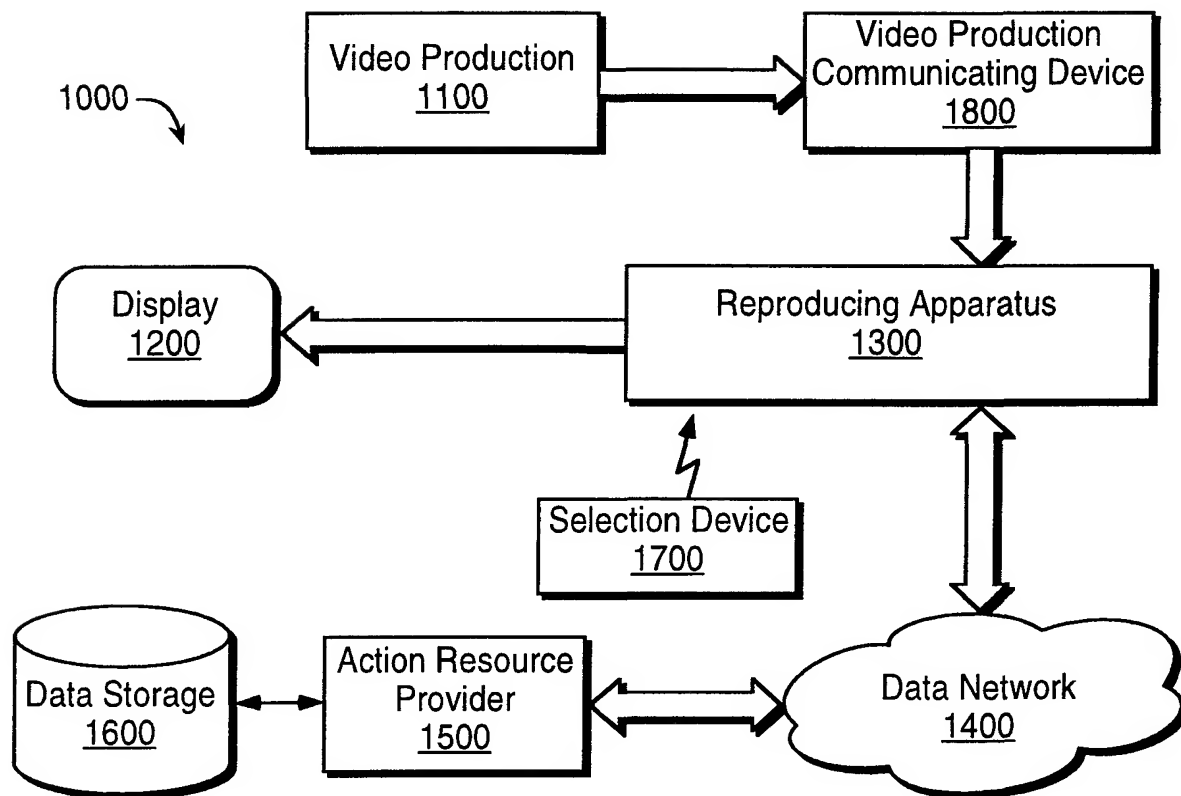 Video Production
1100
Video Production
Communicating Device
1800
1000
Display
1200
Reproducing Apparatus
1300
Selection Device
1700
Data Storage
1600
Action Resource
Provider
1500
Data Network
1400